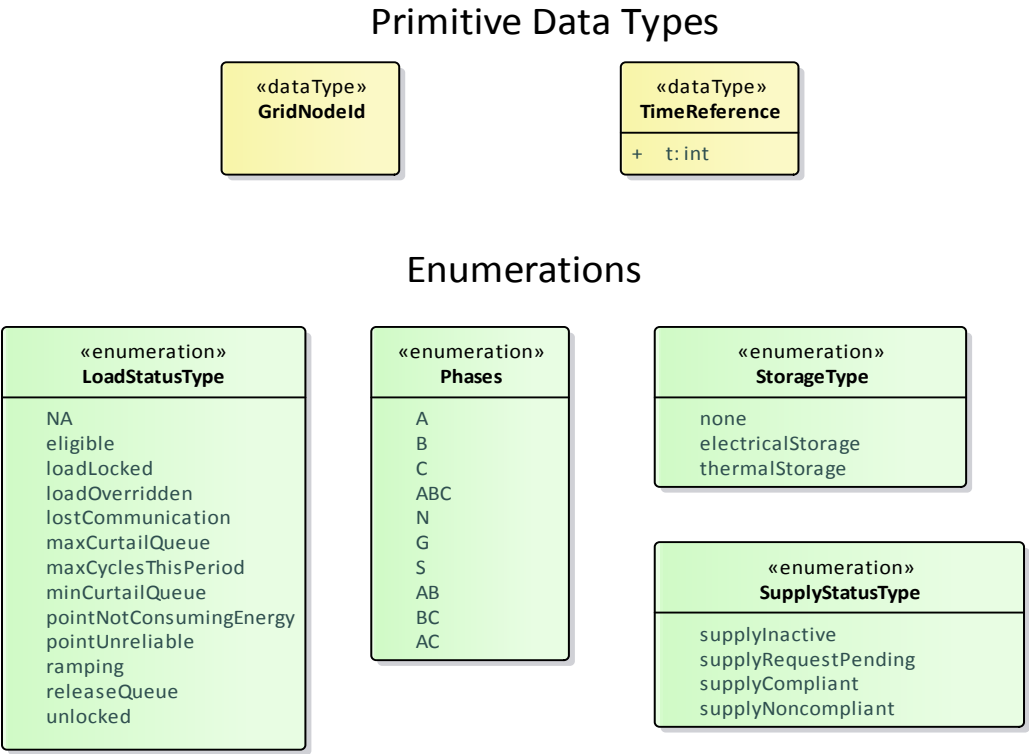 Primitive Data Types
«dataType»
GridNodeId
«dataType»
TimeReference
+ t: int
Enumerations
«enumeration»
LoadStatusType
NA
eligible
loadLocked
loadOverridden
lostCommunication
maxCurtailQueue
maxCyclesThisPeriod
minCurtailQueue
pointNotConsumingEnergy
pointUnreliable
ramping
releaseQueue
unlocked
«enumeration»
Phases
A
B
C
ABC
N
G
S
AB
BC
AC
«enumeration»
StorageType
none
electricalStorage
thermalStorage
«enumeration»
SupplyStatusType
supplyInactive
supplyRequestPending
supplyCompliant
supplyNoncompliant